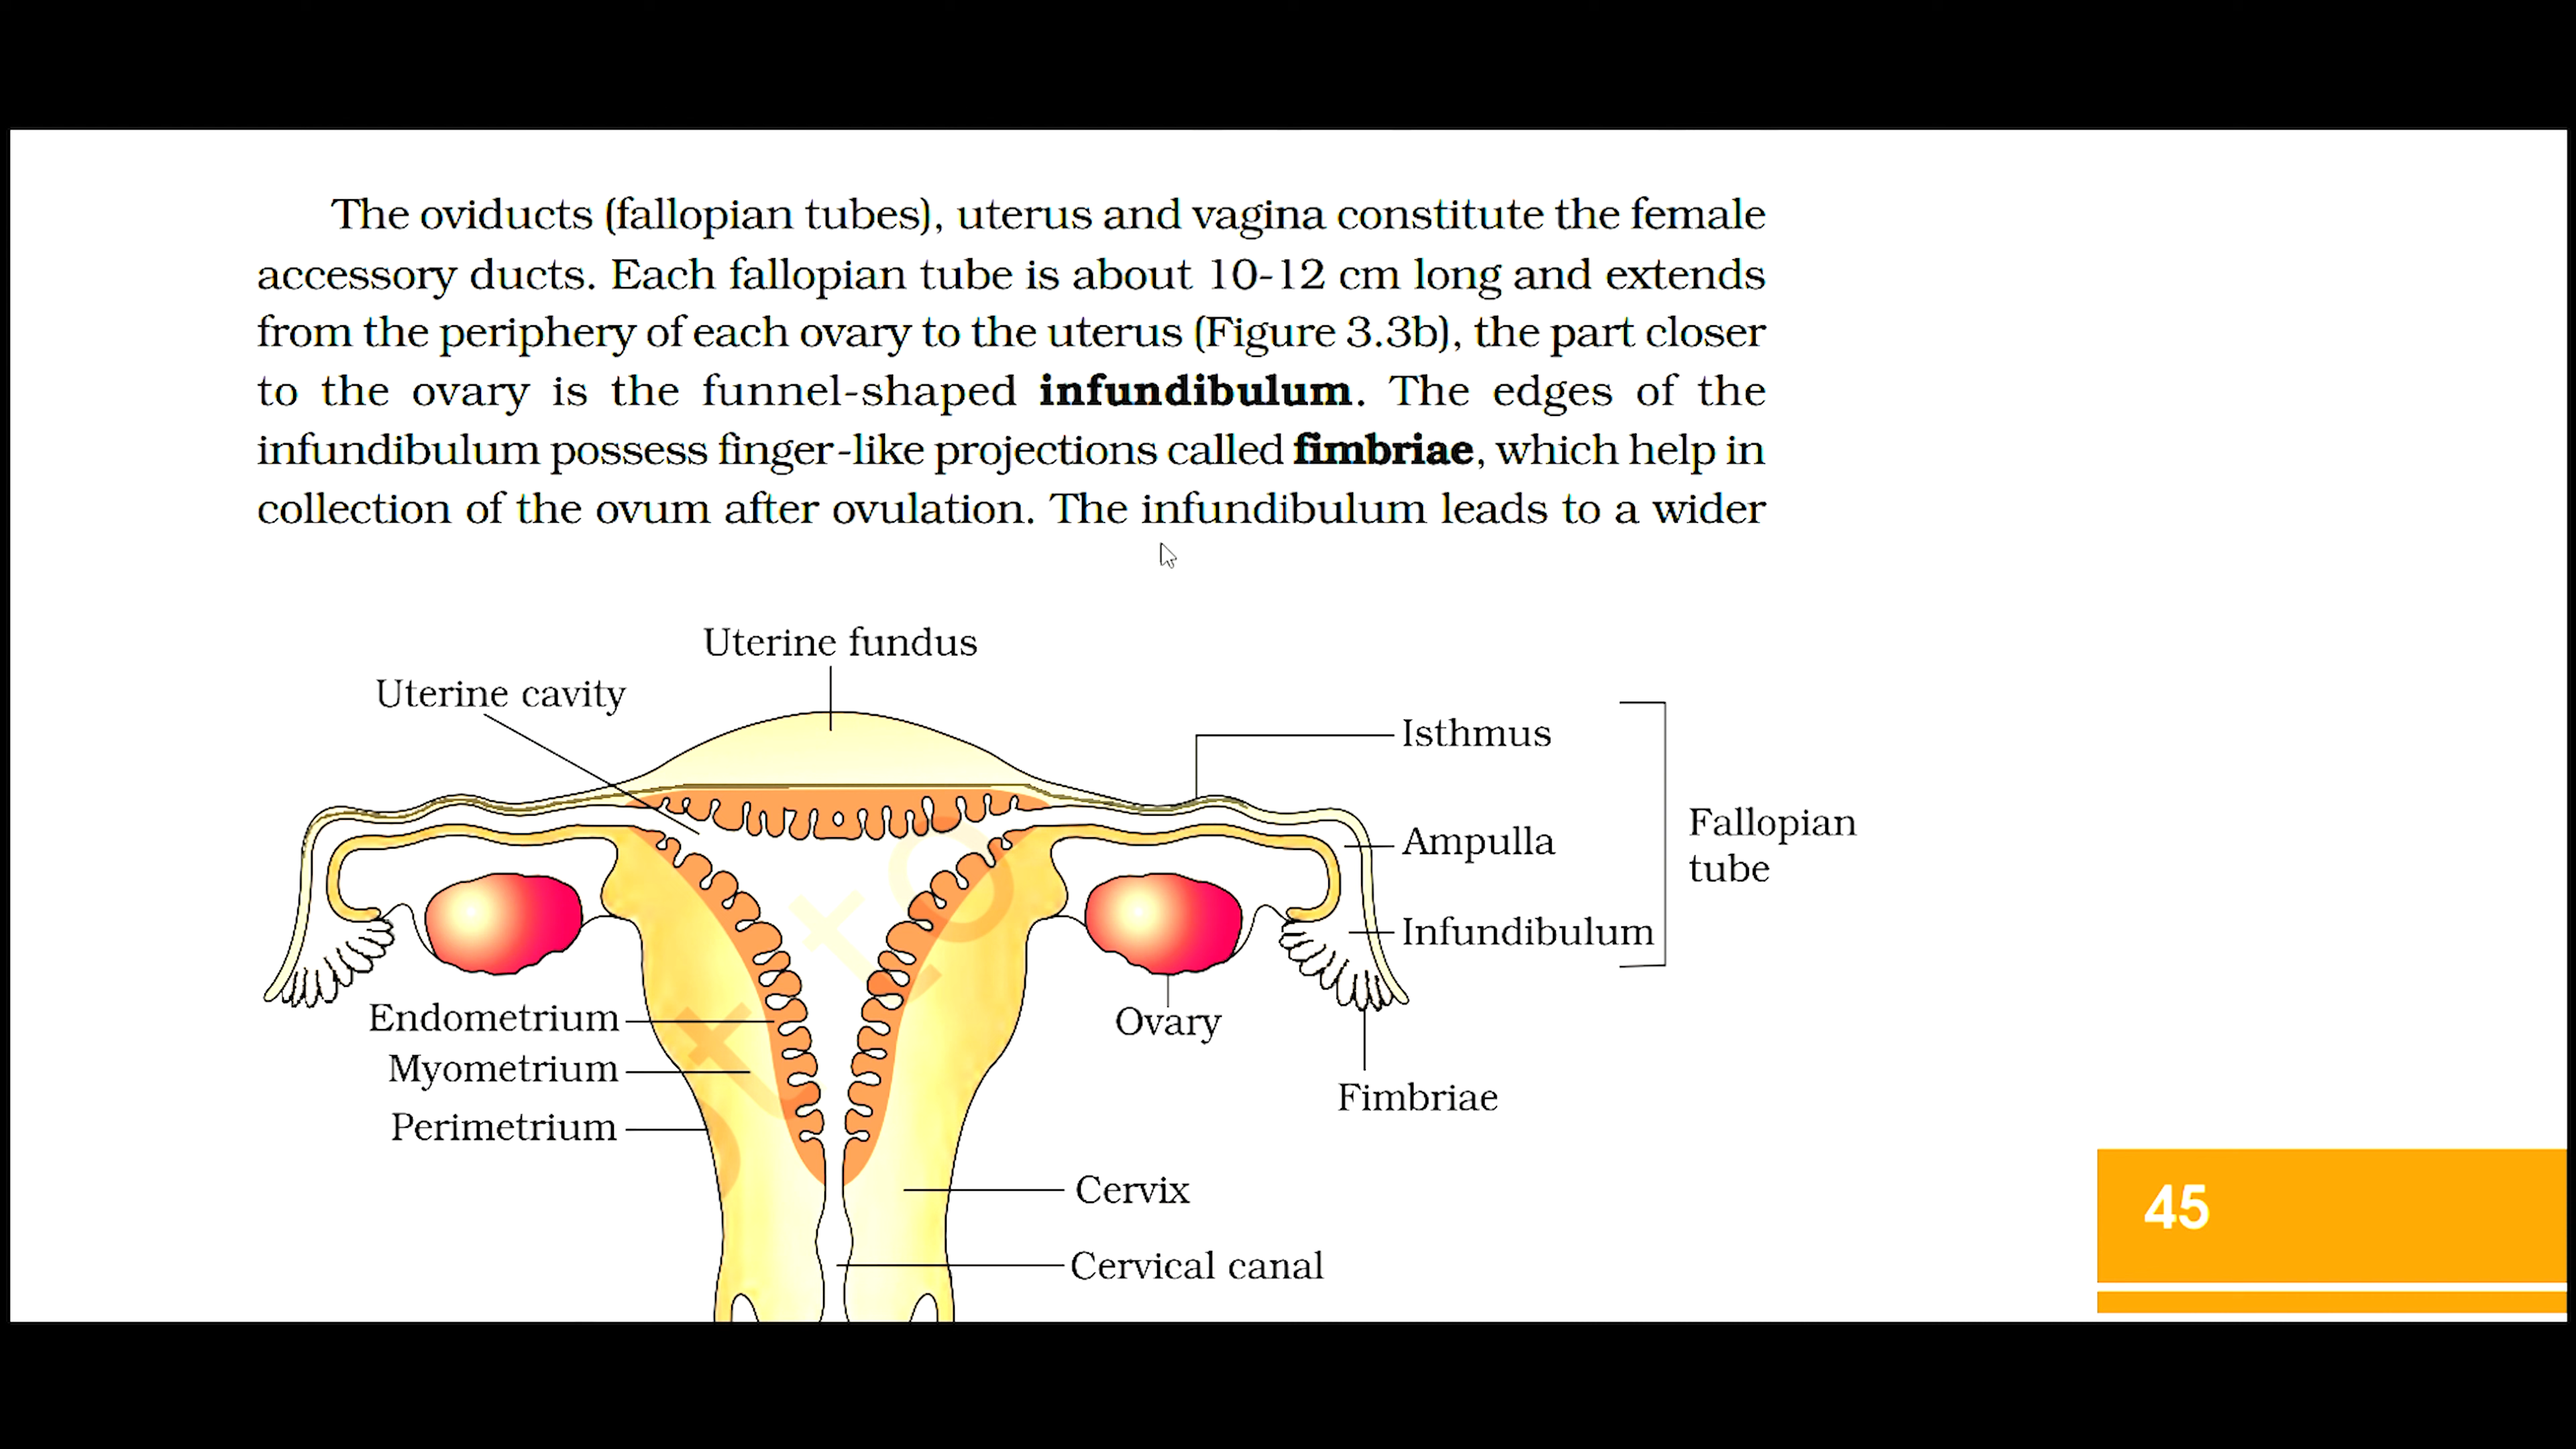 The oviducts (fallopian tubes), uterus and vagina constitute the female
accessory ducts. Each fallopian tube is about 10-12 cm long and extends
from the periphery of each ovary to the uterus (Figure 3.3b), the part closer
to the ovary is the funnel-shaped infundibulum. The edges of the
infundibulum possess finger-like projections called fimbriae, which help in
collection of the ovum after ovulation. The infundibulum leads to a wider
Uterine fundus
Uterine cavity
Isthmus
Ampulla
Fallopian
tube
Infundibulum
Endometrium
Ovary
Myometrium
Fimbriae
Perimetrium
Cervix
45
Cervical canal